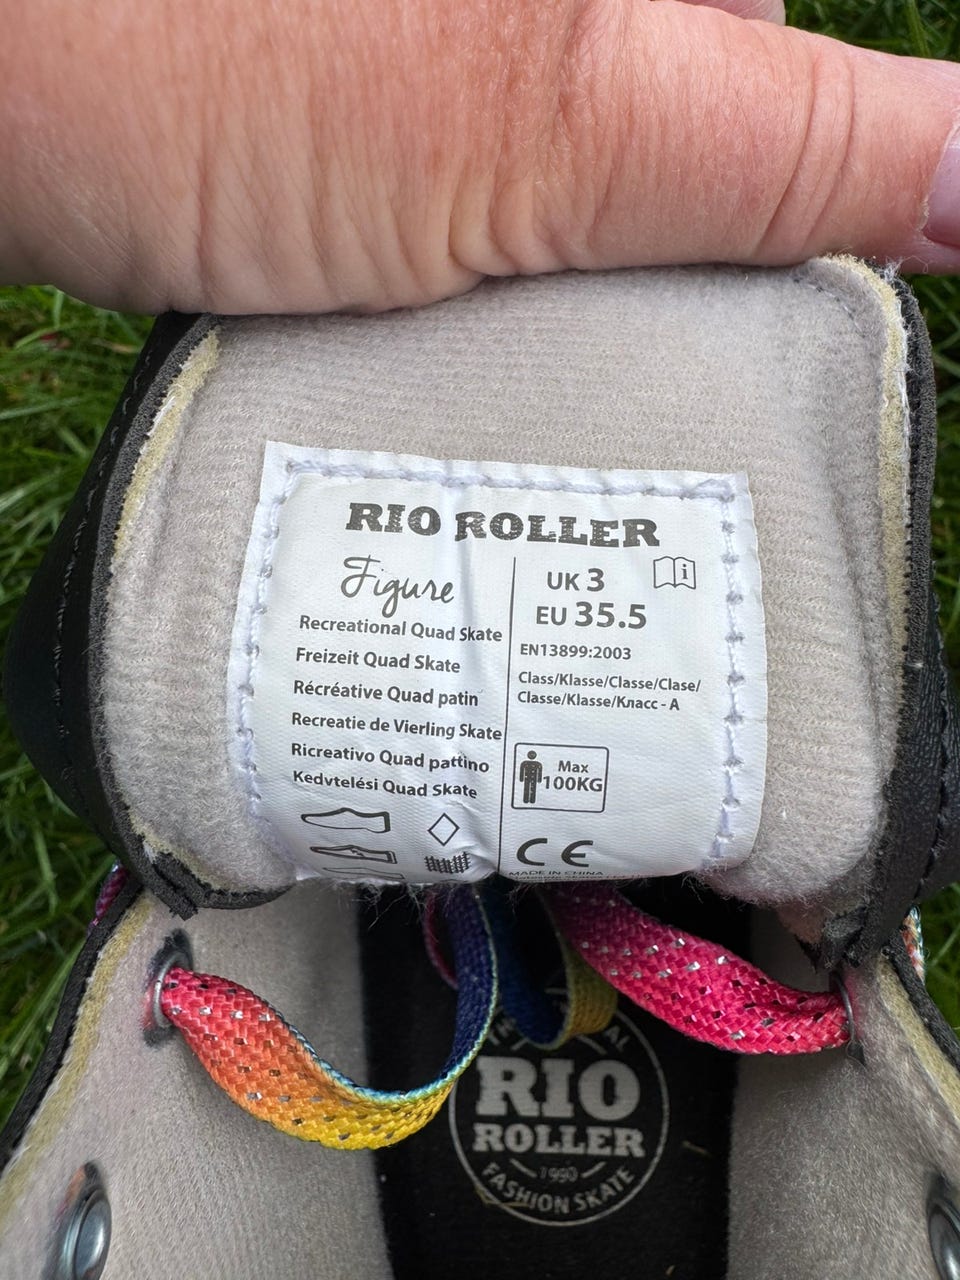 RIO ROLLER
Figure
Recreational Quad Skate
Freizeit Quad Skate
Récréative Quad patin
Recreatie de Vierling Skate
Ricreativo Quad pattino
Kedvtelési Quad Skate
UK 3
EU 35.5
EN13899:2003
Class/Klasse/Classe/Clase/
Classe/Klasse/Класс - A
Max
100KG
CE
MADE IN CHINA
RIO
ROLLER
1990
FASHION SKATE